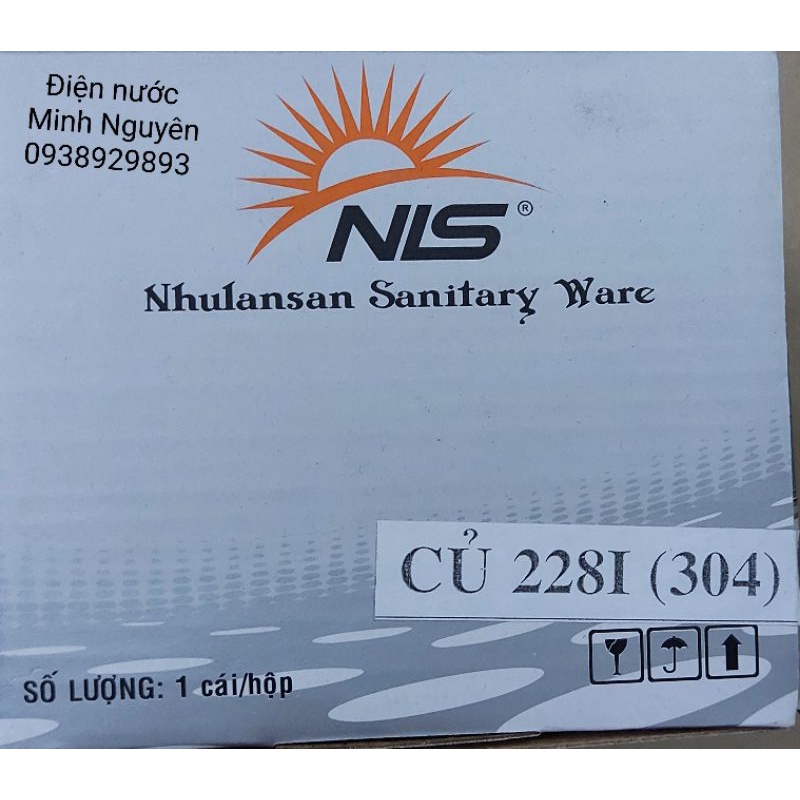 Điện nước
Minh Nguyên
0938929893
NLS®
Nhulansan Sanitary Ware
CỦ 228I (304)
SỐ LƯỢNG: 1 cái/hộp